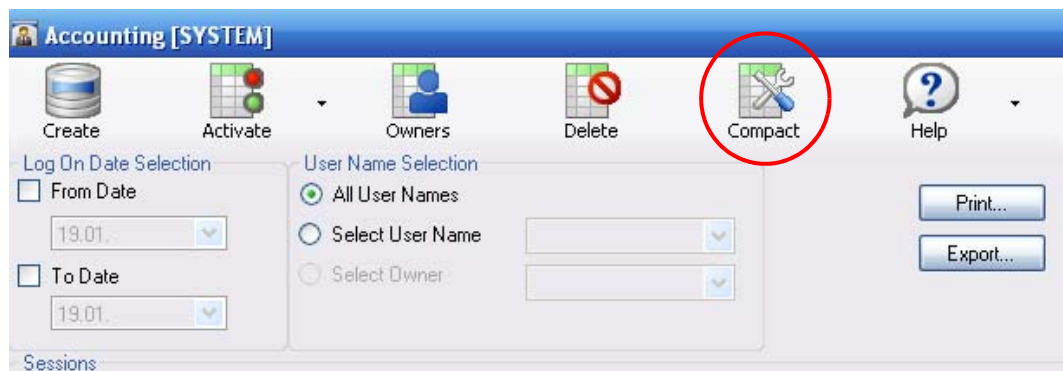 Accounting [SYSTEM]
Create Activate Owners Delete Compact Help
Log On Date Selection
From Date
19.01.
To Date
19.01.
User Name Selection
All User Names
Select User Name
Select Owner
Print...
Export...
Sessions